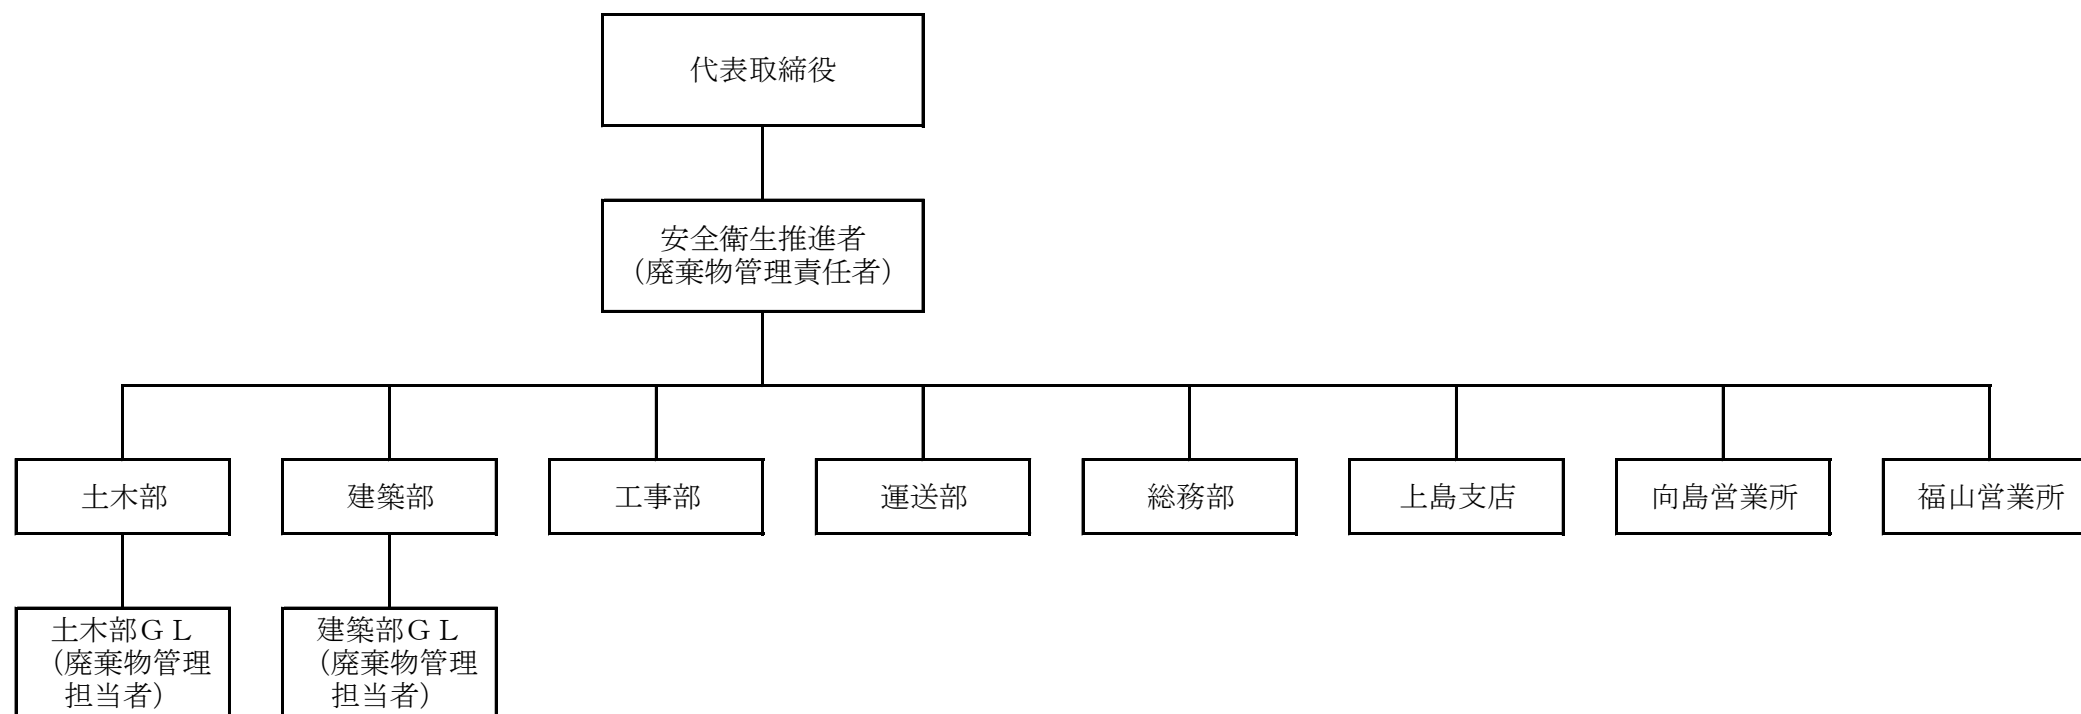 代表取締役
安全衛生推進者
（廃棄物管理責任者）
土木部
建築部
工事部
運送部
総務部
上島支店
向島営業所
福山営業所
土木部ＧＬ
（廃棄物管理
担当者）
建築部ＧＬ
（廃棄物管理
担当者）